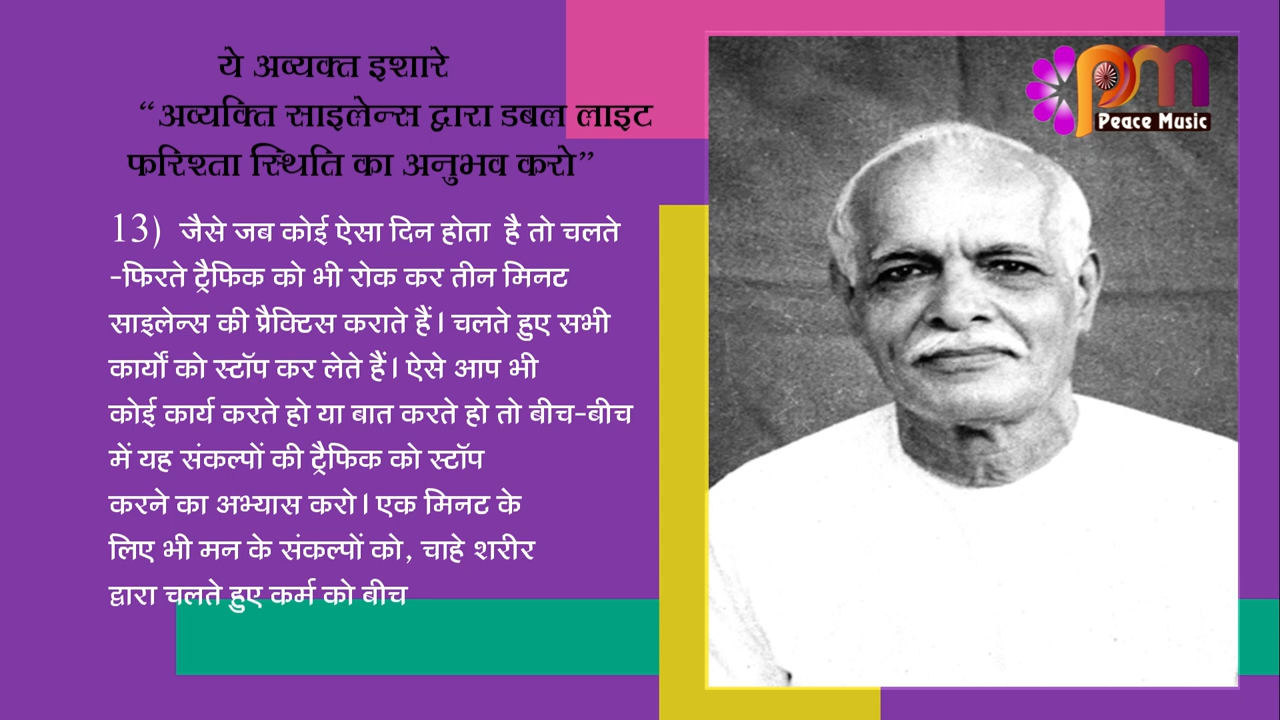 ये अव्यक्त इशारे
“अव्यक्ति साइलेन्स द्वारा डबल लाइट
फरिश्ता स्थिति का अनुभव करो”
13) जैसे जब कोई ऐसा दिन होता है तो चलते
-फिरते ट्रैफिक को भी रोक कर तीन मिनट
साइलेन्स की प्रैक्टिस कराते हैं। चलते हुए सभी
कार्यों को स्टॉप कर लेते हैं। ऐसे आप भी
कोई कार्य करते हो या बात करते हो तो बीच-बीच
में यह संकल्पों की ट्रैफिक को स्टॉप
करने का अभ्यास करो। एक मिनट के
लिए भी मन के संकल्पों को, चाहे शरीर
द्वारा चलते हुए कर्म को बीच
pm
Peace Music